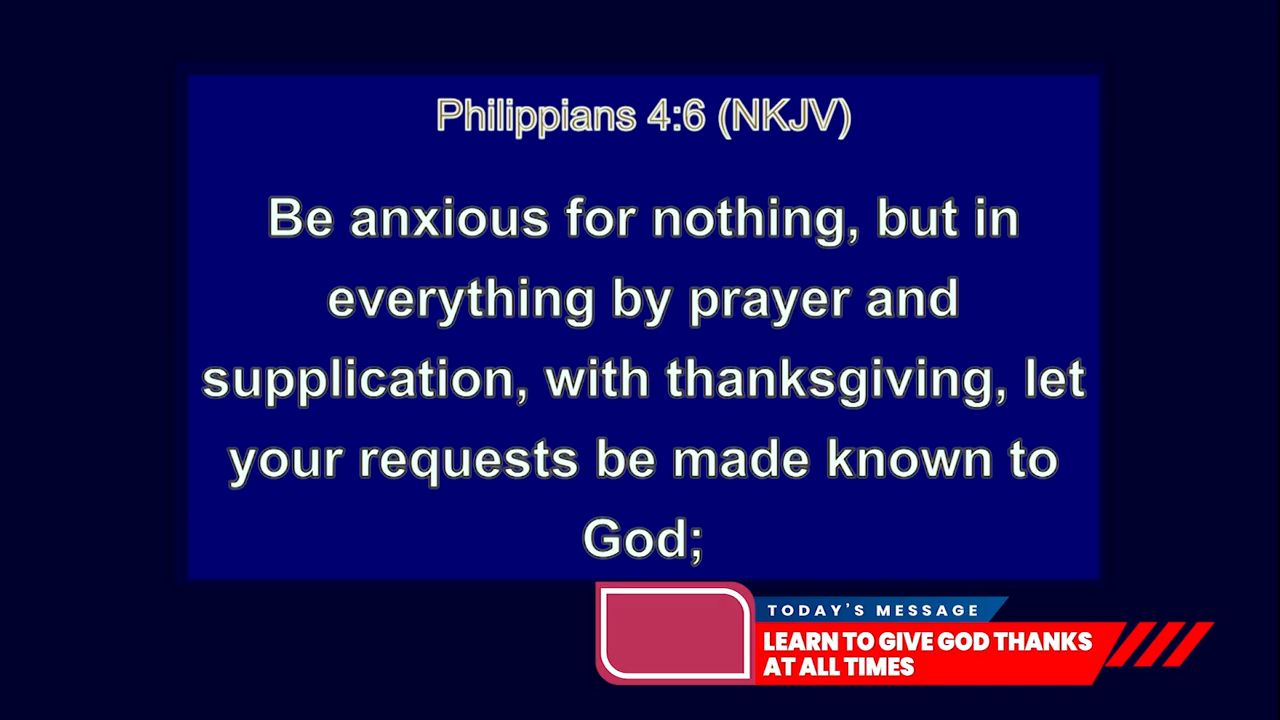 Philippians 4:6 (NKJV)
Be anxious for nothing, but in
everything by prayer and
supplication, with thanksgiving, let
your requests be made known to
God;
TODAY'S MESSAGE
LEARN TO GIVE GOD THANKS
AT ALL TIMES